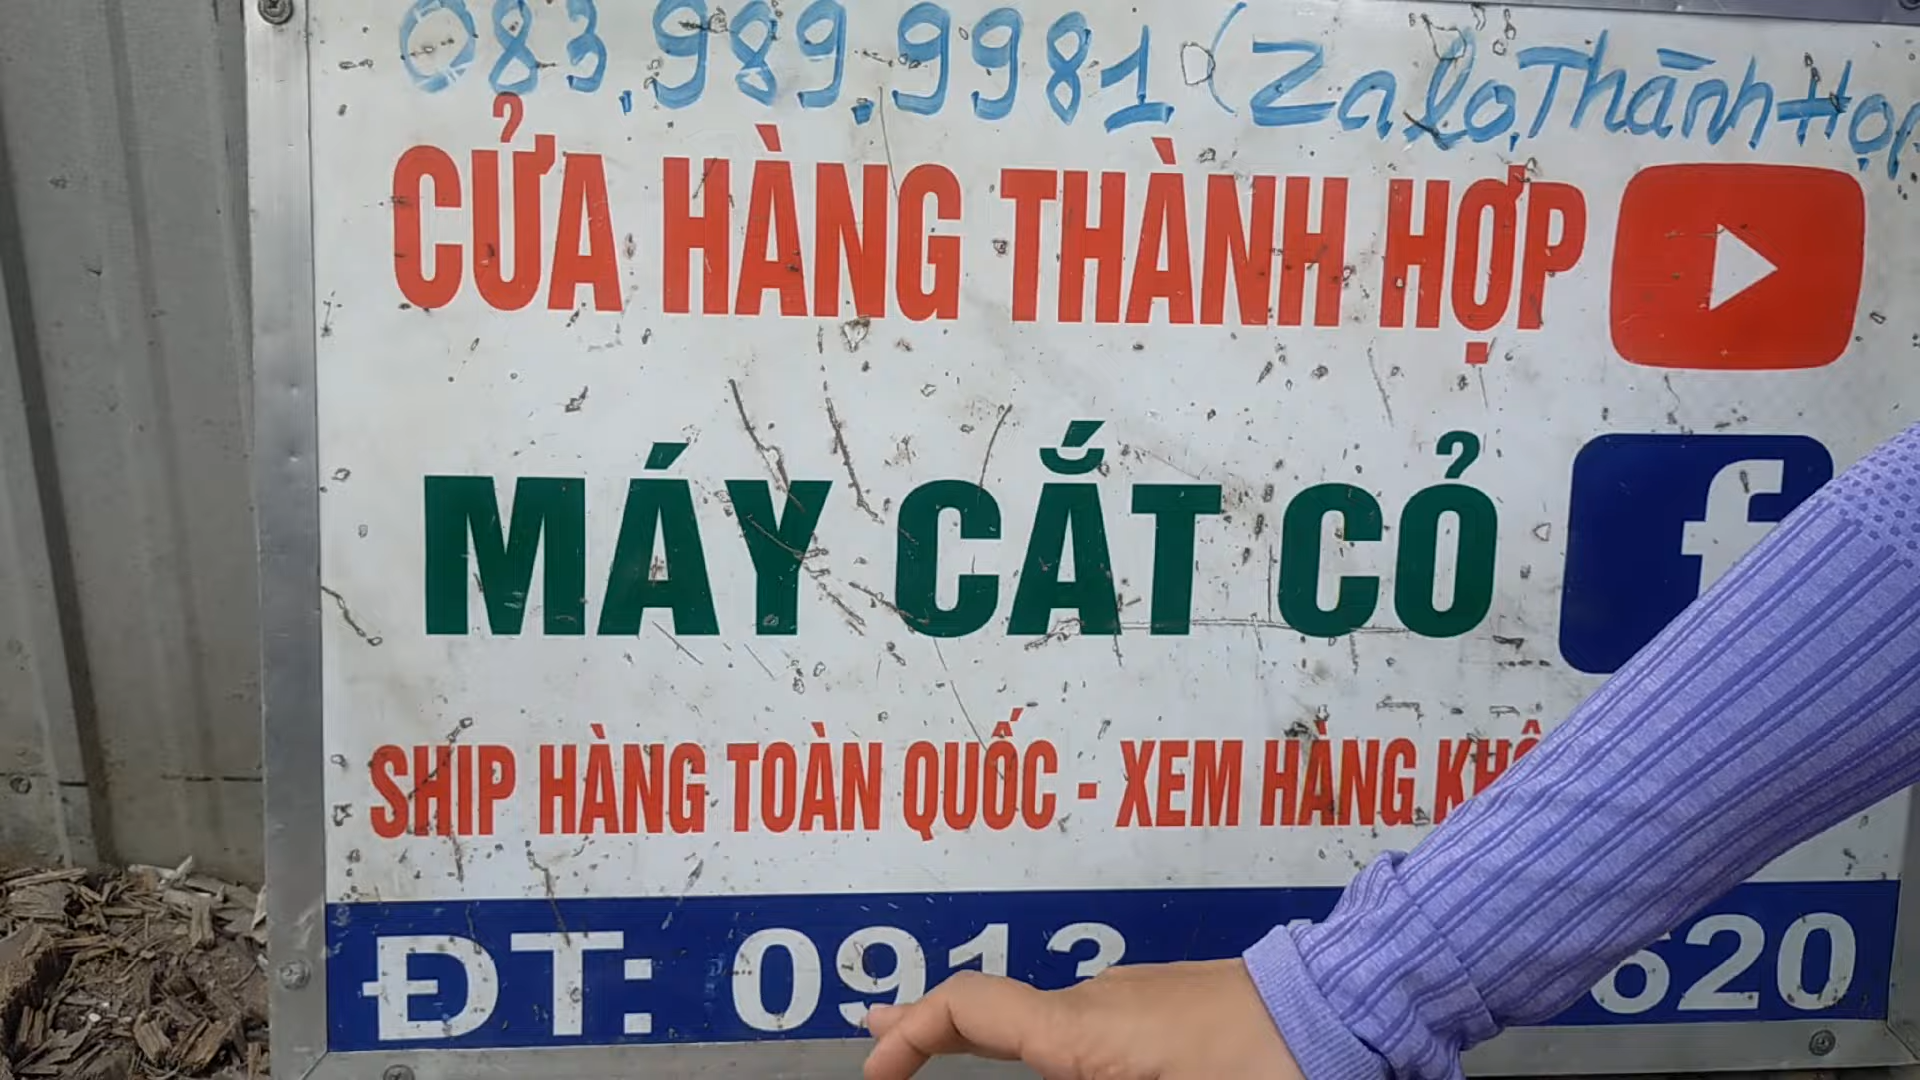 083.989.9981 (Zalo Thành Hợp
CỬA HÀNG THÀNH HỢP
MÁY CẮT CỎ
f
SHIP HÀNG TOÀN QUỐC - XEM HÀNG
ĐT: 0913 620